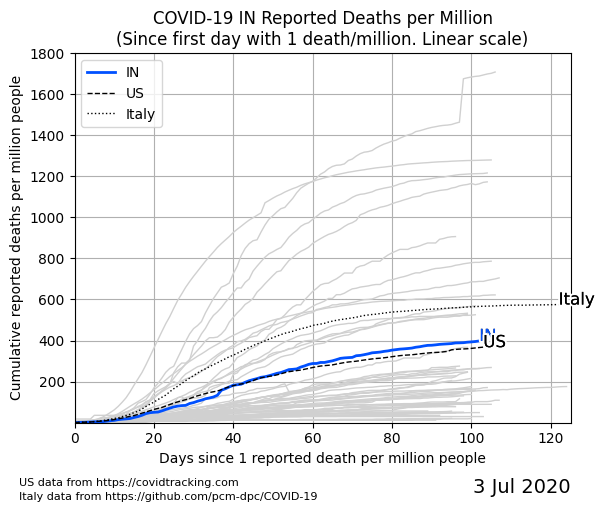 COVID-19 IN Reported Deaths per Million
(Since first day with 1 death/million. Linear scale)
Cumulative reported deaths per million people
1800
1600
1400
1200
1000
800
600
400
200
IN
US
Italy
Italy
IN
US
0
20
40
60
80
100
120
Days since 1 reported death per million people
US data from https://covidtracking.com
Italy data from https://github.com/pcm-dpc/COVID-19
3 Jul 2020